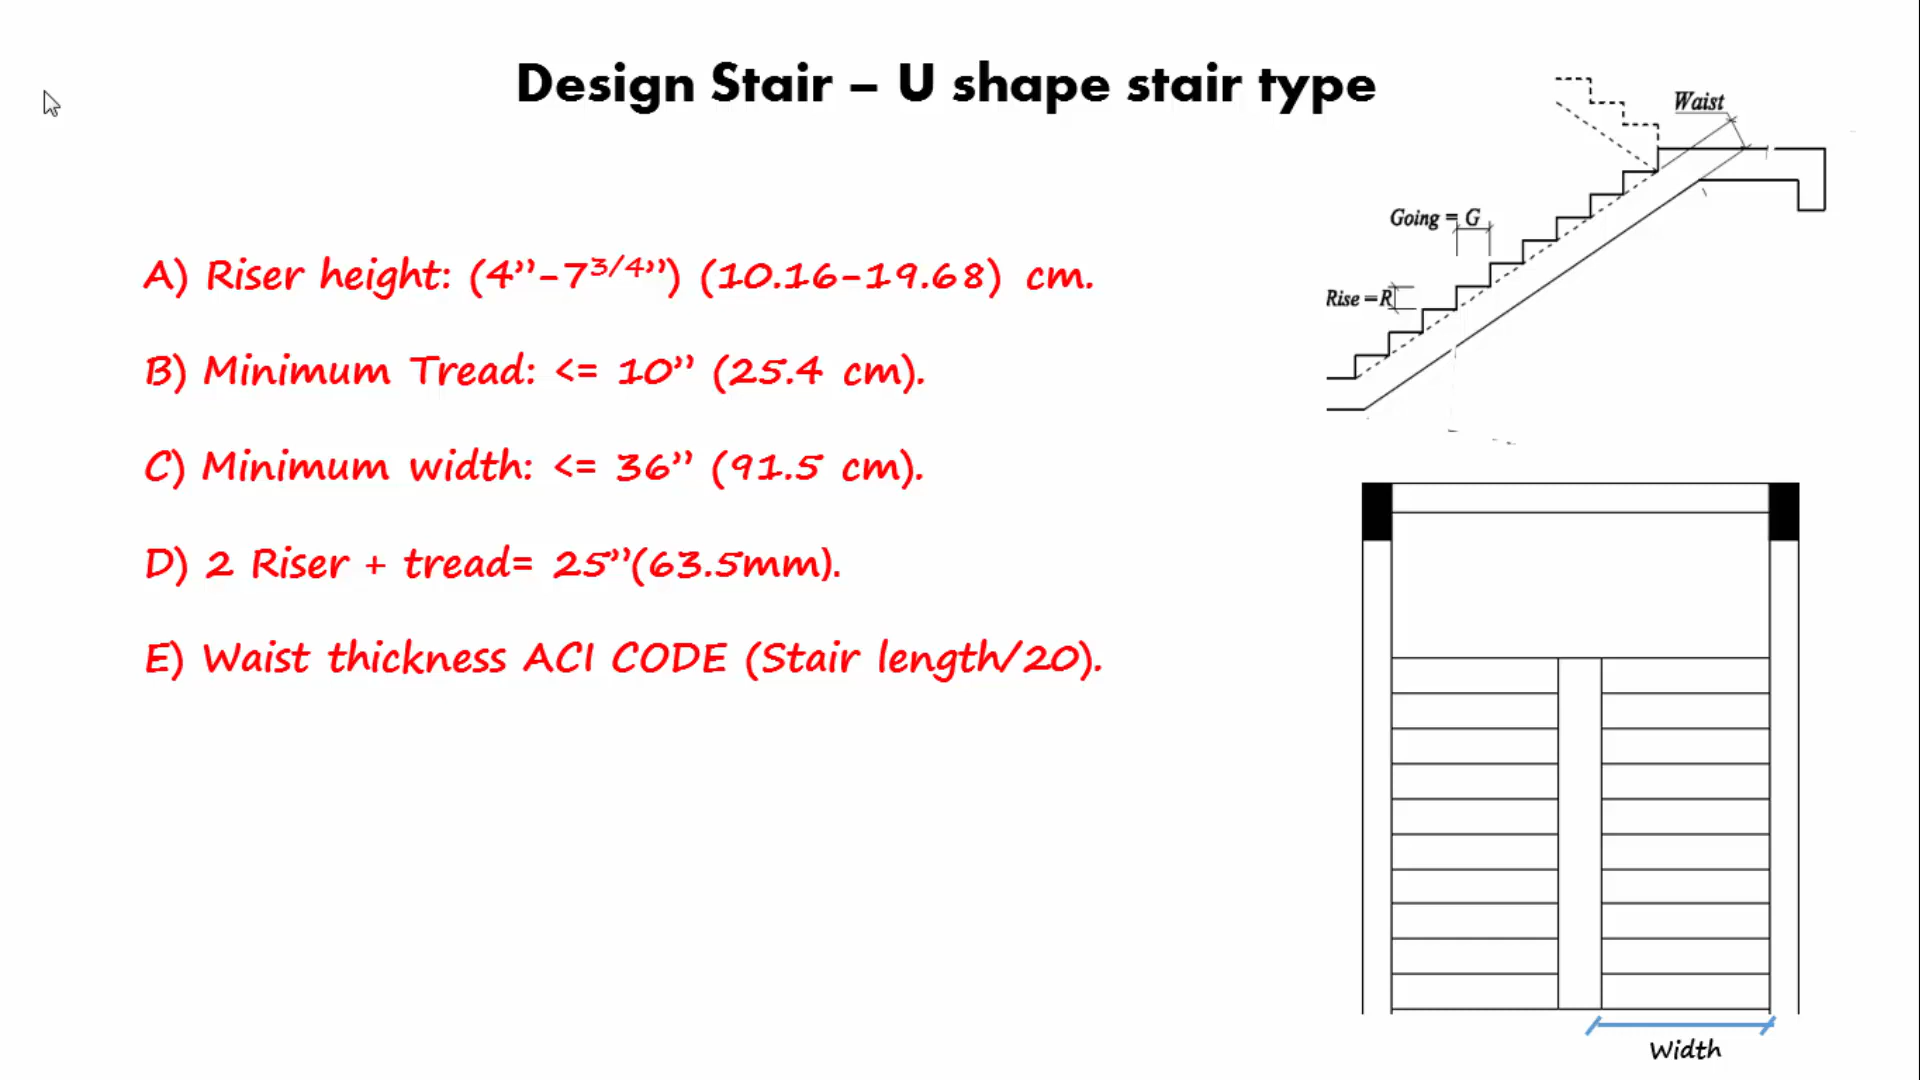 Design Stair – U shape stair type
Waist
Going = G
A) Riser height: (4”-7³/⁴”) (10.16-19.68) cm.
Rise =R
B) Minimum Tread: <= 10” (25.4 cm).
C) Minimum width: <= 36” (91.5 cm).
D) 2 Riser + tread= 25”(63.5mm).
E) Waist thickness ACI CODE (Stair length/20).
Width